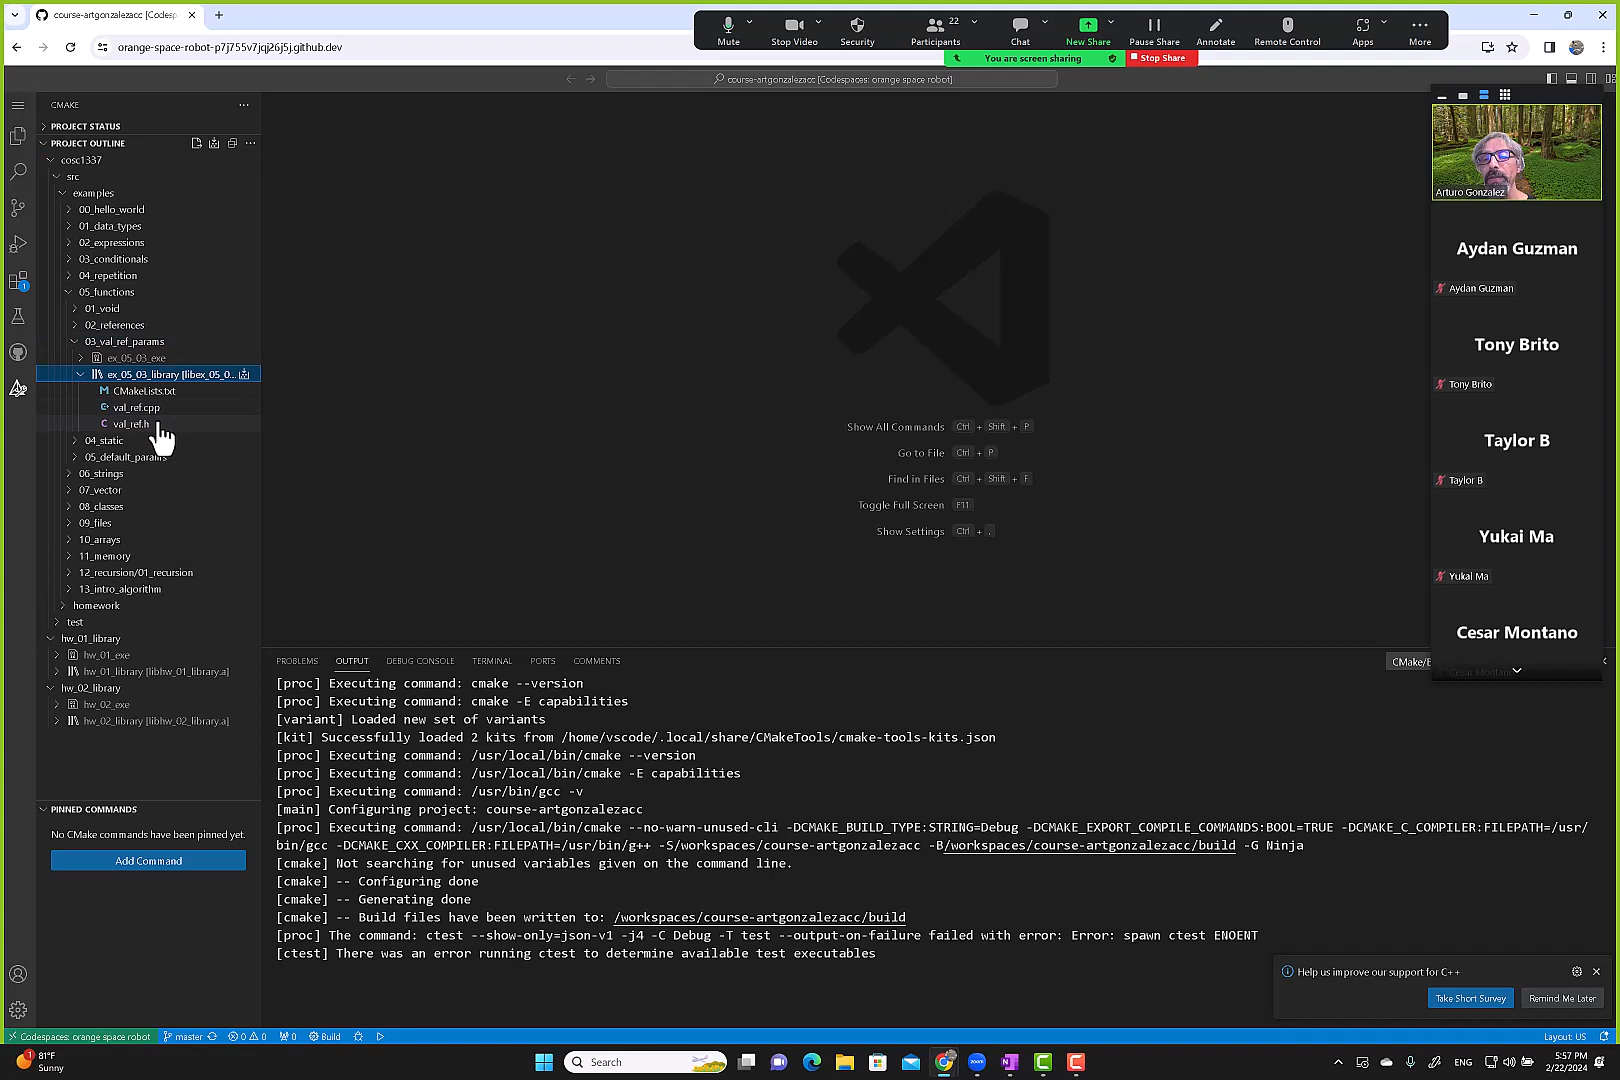 course-artgonzalezacc [Codesp
orange-space-robot-p7j755v7jqj26j5j.github.dev
Mute
Stop Video
Security
22
Participants
Chat
New Share
Pause Share
Annotate
Remote Control
Apps
More
You are screen sharing
Stop Share
course-artgonzalezacc [Codespaces: orange space robot]
CMAKE
PROJECT STATUS
PROJECT OUTLINE
cosc1337
src
examples
00_hello_world
01_data_types
02_expressions
03_conditionals
04_repetition
05_functions
01_void
02_references
03_val_ref_params
ex_05_03_exe
ex_05_03_library [libex_05_0...
CMakeLists.txt
val_ref.cpp
val_ref.h
04_static
05_default_params
06_strings
07_vector
08_classes
09_files
10_arrays
11_memory
12_recursion/01_recursion
13_intro_algorithm
homework
test
hw_01_library
hw_01_exe
hw_01_library [libhw_01_library.a]
hw_02_library
hw_02_exe
hw_02_library [libhw_02_library.a]
PINNED COMMANDS
No CMake commands have been pinned yet.
Add Command
Show All Commands Ctrl + Shift + P
Go to File Ctrl + P
Find in Files Ctrl + Shift + F
Toggle Full Screen F11
Show Settings Ctrl + ,
Arturo Gonzalez
Aydan Guzman
Aydan Guzman
Tony Brito
Tony Brito
Taylor B
Taylor B
Yukai Ma
Yukai Ma
Cesar Montano
Cesar Montano
PROBLEMS OUTPUT DEBUG CONSOLE TERMINAL PORTS COMMENTS
CMake/B
[proc] Executing command: cmake --version
[proc] Executing command: cmake -E capabilities
[variant] Loaded new set of variants
[kit] Successfully loaded 2 kits from /home/vscode/.local/share/CMakeTools/cmake-tools-kits.json
[proc] Executing command: /usr/local/bin/cmake --version
[proc] Executing command: /usr/local/bin/cmake -E capabilities
[proc] Executing command: /usr/bin/gcc -v
[main] Configuring project: course-artgonzalezacc
[proc] Executing command: /usr/local/bin/cmake --no-warn-unused-cli -DCMAKE_BUILD_TYPE:STRING=Debug -DCMAKE_EXPORT_COMPILE_COMMANDS:BOOL=TRUE -DCMAKE_C_COMPILER:FILEPATH=/usr/
bin/gcc -DCMAKE_CXX_COMPILER:FILEPATH=/usr/bin/g++ -S/workspaces/course-artgonzalezacc -B/workspaces/course-artgonzalezacc/build -G Ninja
[cmake] Not searching for unused variables given on the command line.
[cmake] -- Configuring done
[cmake] -- Generating done
[cmake] -- Build files have been written to: /workspaces/course-artgonzalezacc/build
[proc] The command: ctest --show-only=json-v1 -j4 -C Debug -T test --output-on-failure failed with error: Error: spawn ctest ENOENT
[ctest] There was an error running ctest to determine available test executables
Help us improve our support for C++
Take Short Survey
Remind Me Later
Codespaces: orange space robot
master
0 0
0
Build
Layout: US
1
81°F
Sunny
Search
ENG
5:57 PM
2/22/2024